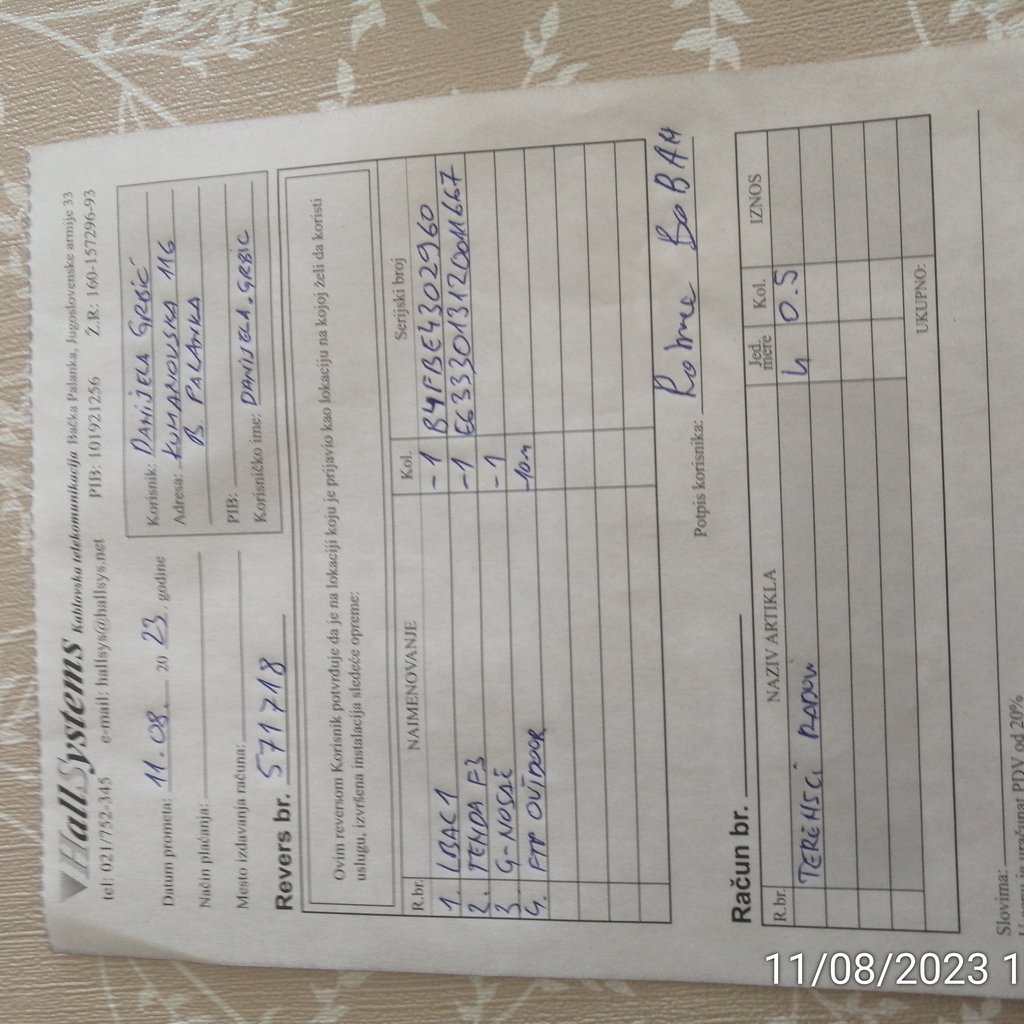 HallSystems Kablovska telekomunikacija Bačka Palanka, Jugoslovenske armije 33
tel: 021/752-345 e-mail: hallsys@hallsys.net PIB: 101921256 Ž.R: 160-157296-93
Datum prometa: 11.08. 2023. godine
Način plaćanja:
Mesto izdavanja računa:
Korisnik: DANIJELA GRBIĆ
Adresa: KUMANOVSKA 116
B PALANKA
PIB:
Korisničko ime: DANIJELA.GRBIC
Revers br. 571718
Ovim reversom Korisnik potvrđuje da je na lokaciji koju je prijavio kao lokaciju na kojoj želi da koristi
uslugu, izvršena instalacija sledeće opreme:
R.br. NAIMENOVANJE Kol. Serijski broj
1. LBAC1 -1 B4FBE4302960
2. TENDA F3 -1 E6333013120011667
3. G-NOSAČ -1
4. FTP OUTDOOR -10m
Potpis korisnika:
Račun br.
R.br. NAZIV ARTIKLA Jed. mere Kol. IZNOS
TERENSCI RADOVI h 0.5
UKUPNO:
Slovima:
U cenu je uračunat PDV od 20%
11/08/2023 1